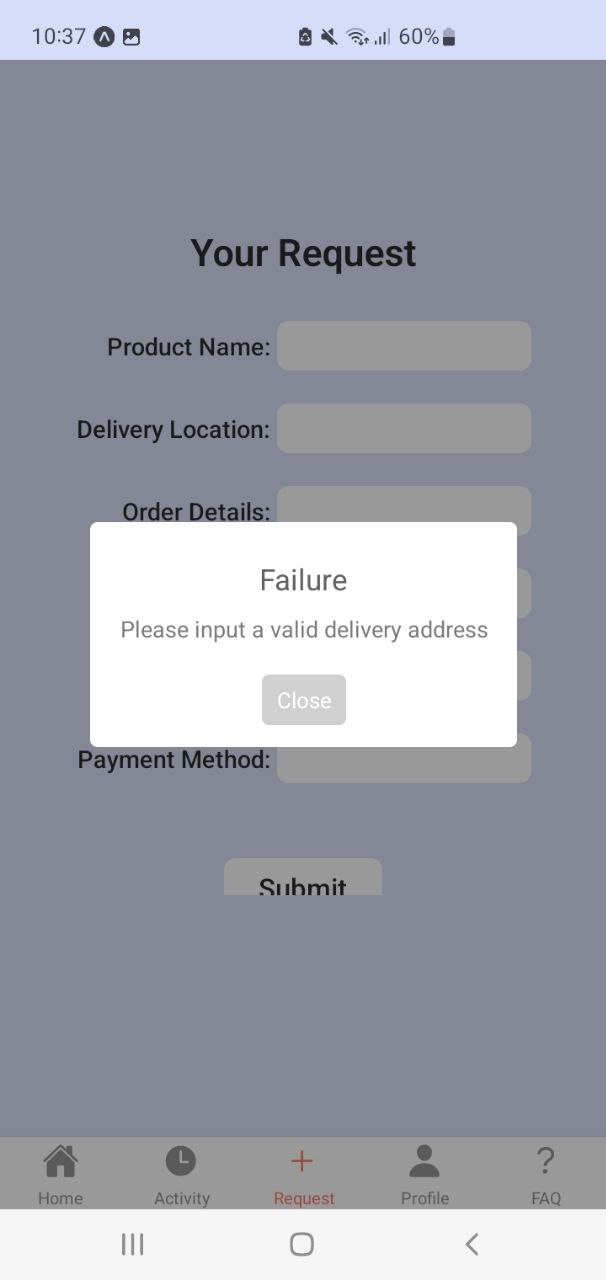 10:37 60%
Your Request
Product Name:
Delivery Location:
Order Details:
Failure
Please input a valid delivery address
Close
Payment Method:
Submit
Home Activity Request Profile FAQ